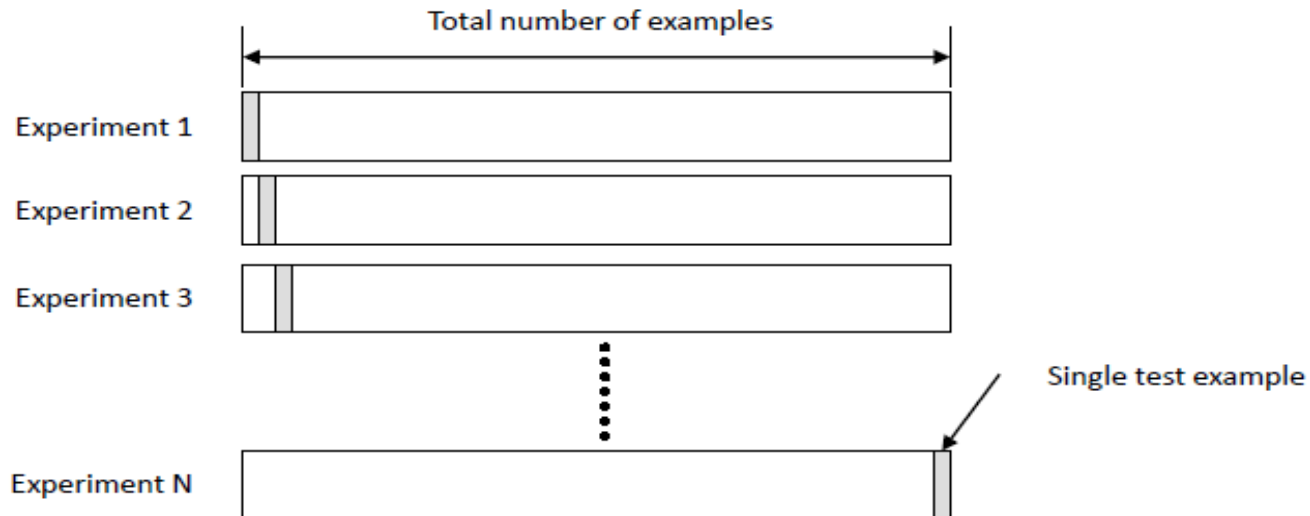 Total number of examples
Experiment 1
Experiment 2
Experiment 3
Single test example
Experiment N